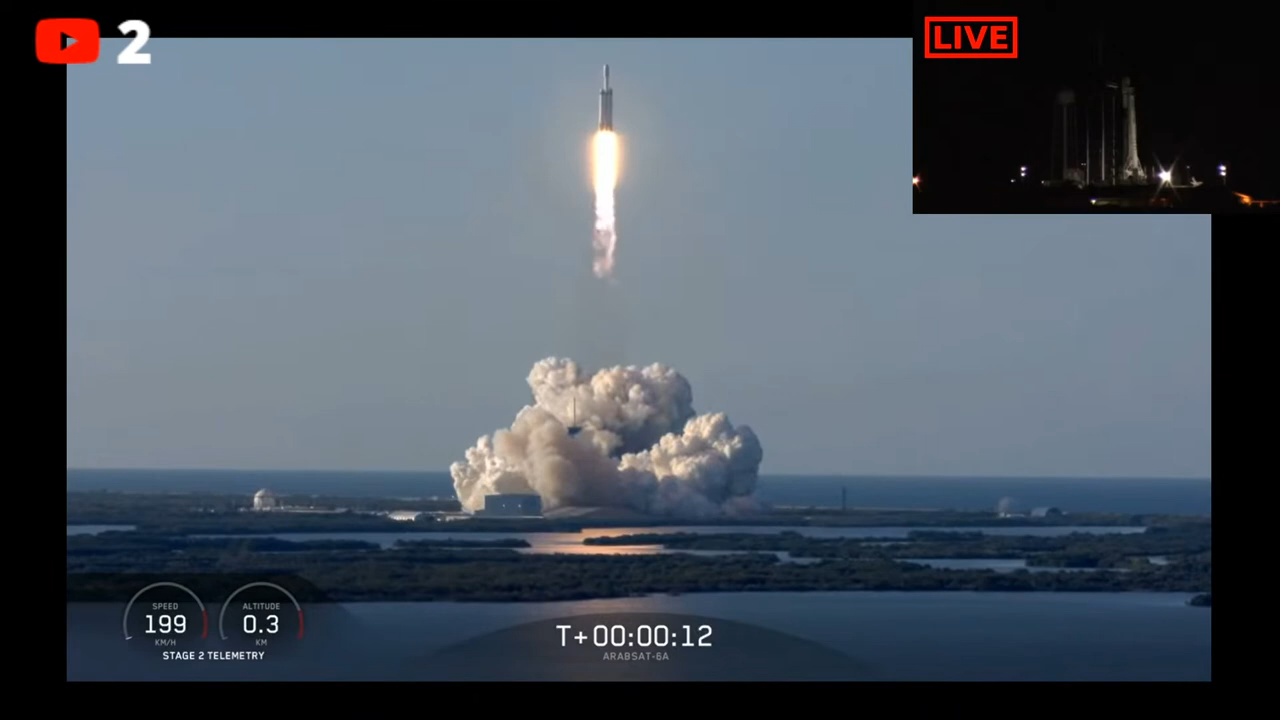 2
LIVE
SPEED
199
KM/H
ALTITUDE
0.3
KM
STAGE 2 TELEMETRY
T+00:00:12
ARABSAT-6A